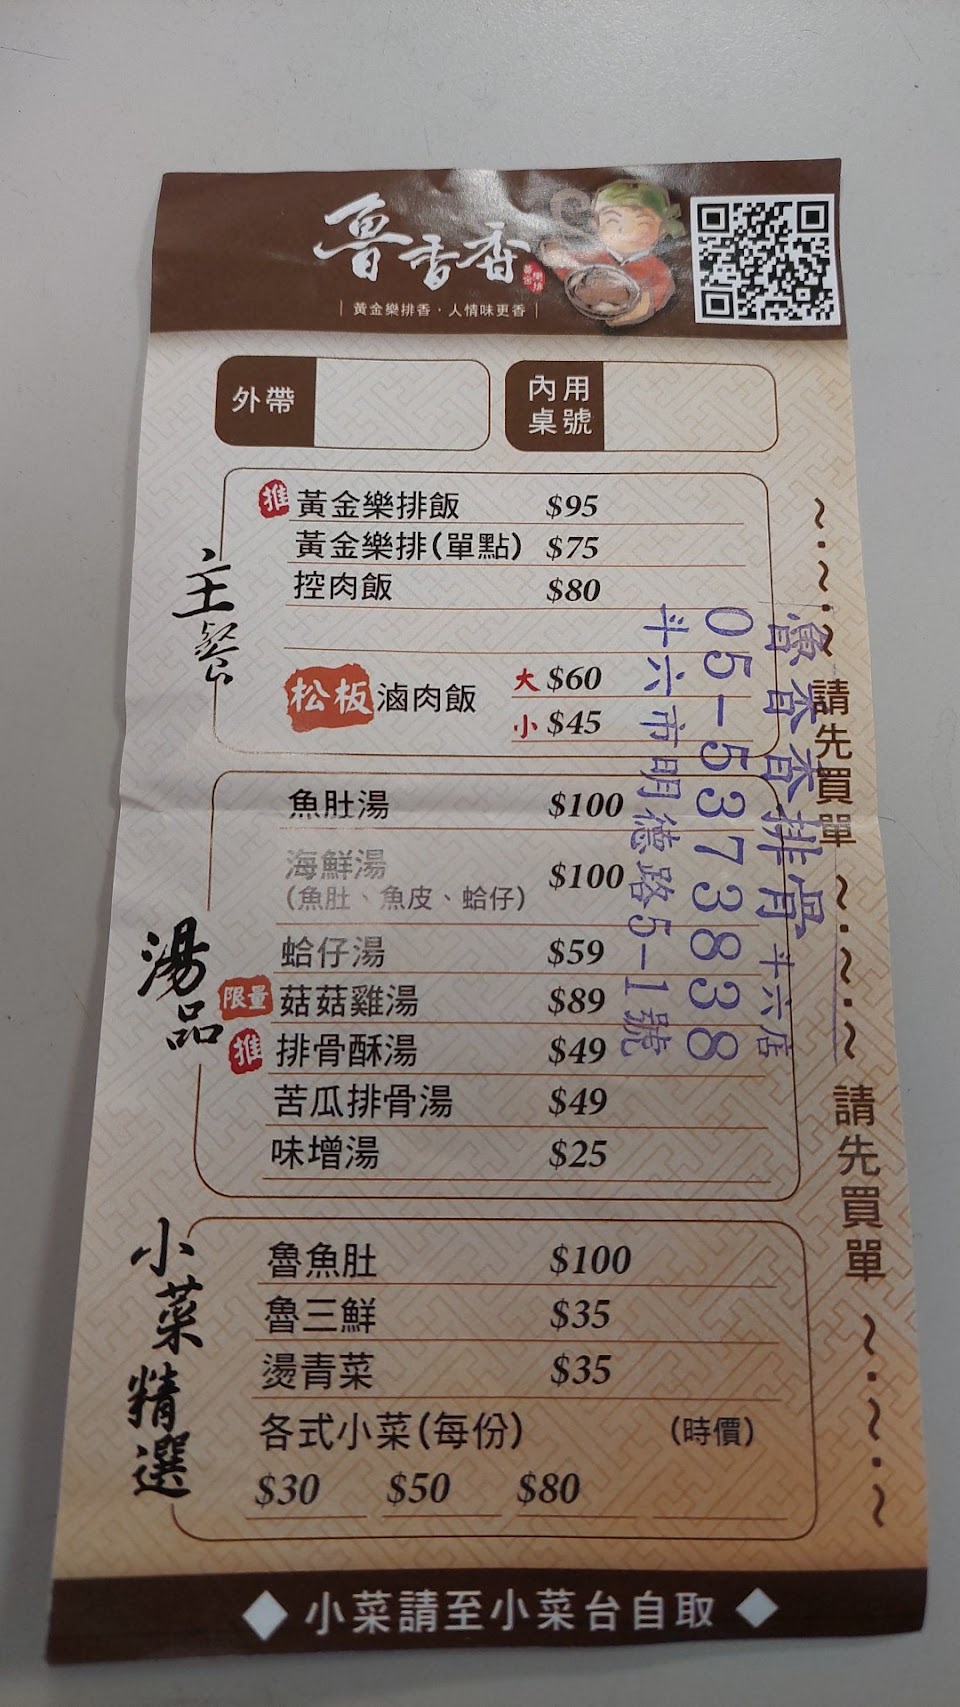 魯香香
黃金
樂排
黃金樂排香·人情味更香
外帶
內用
桌號
主餐
推 黃金樂排飯 $95
黃金樂排(單點) $75
控肉飯 $80
松板滷肉飯 大 $60
小 $45
湯品
魚肚湯 $100
海鮮湯 $100
(魚肚、魚皮、蛤仔)
蛤仔湯 $59
限量 菇菇雞湯 $89
推 排骨酥湯 $49
苦瓜排骨湯 $49
味增湯 $25
小菜精選
魯魚肚 $100
魯三鮮 $35
燙青菜 $35
各式小菜(每份) (時價)
$30 $50 $80
~·~·~ 請先買單 ~·~·~ 請先買單 ~·~·~
魯香香排骨 斗六店
05-5373838
斗六市明德路5-1號
◆ 小菜請至小菜台自取 ◆